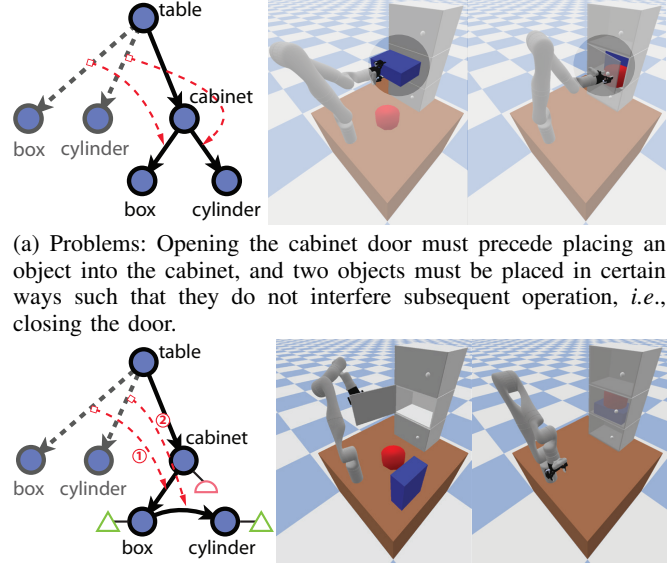 table
cabinet
box
cylinder
box
cylinder
(a) Problems: Opening the cabinet door must precede placing an
object into the cabinet, and two objects must be placed in certain
ways such that they do not interfere subsequent operation, i.e.,
closing the door.
table
②
cabinet
①
box
cylinder
box
cylinder